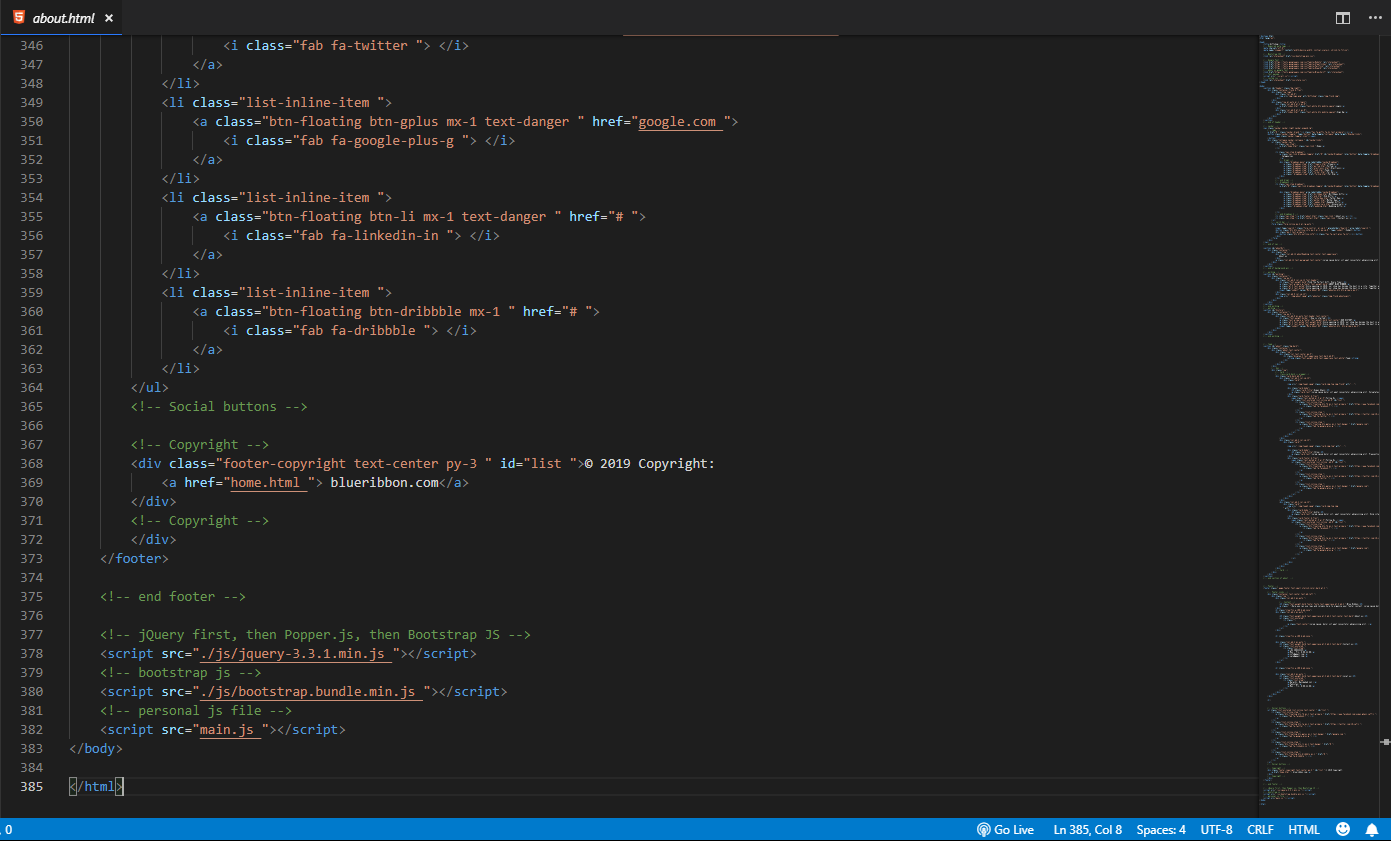 about.html ×
346 <i class="fab fa-twitter "> </i>
347 </a>
348 </li>
349 <li class="list-inline-item ">
350 <a class="btn-floating btn-gplus mx-1 text-danger " href="google.com ">
351 <i class="fab fa-google-plus-g "> </i>
352 </a>
353 </li>
354 <li class="list-inline-item ">
355 <a class="btn-floating btn-li mx-1 text-danger " href="# ">
356 <i class="fab fa-linkedin-in "> </i>
357 </a>
358 </li>
359 <li class="list-inline-item ">
360 <a class="btn-floating btn-dribbble mx-1 " href="# ">
361 <i class="fab fa-dribbble "> </i>
362 </a>
363 </li>
364 </ul>
365 <!-- Social buttons -->
366
367 <!-- Copyright -->
368 <div class="footer-copyright text-center py-3 " id="list ">© 2019 Copyright:
369 <a href="home.html "> blueribbon.com</a>
370 </div>
371 <!-- Copyright -->
372 </div>
373 </footer>
374
375 <!-- end footer -->
376
377 <!-- jQuery first, then Popper.js, then Bootstrap JS -->
378 <script src="./js/jquery-3.3.1.min.js "></script>
379 <!-- bootstrap js -->
380 <script src="./js/bootstrap.bundle.min.js "></script>
381 <!-- personal js file -->
382 <script src="main.js "></script>
383 </body>
384
385 </html>
, 0 Go Live Ln 385, Col 8 Spaces: 4 UTF-8 CRLF HTML